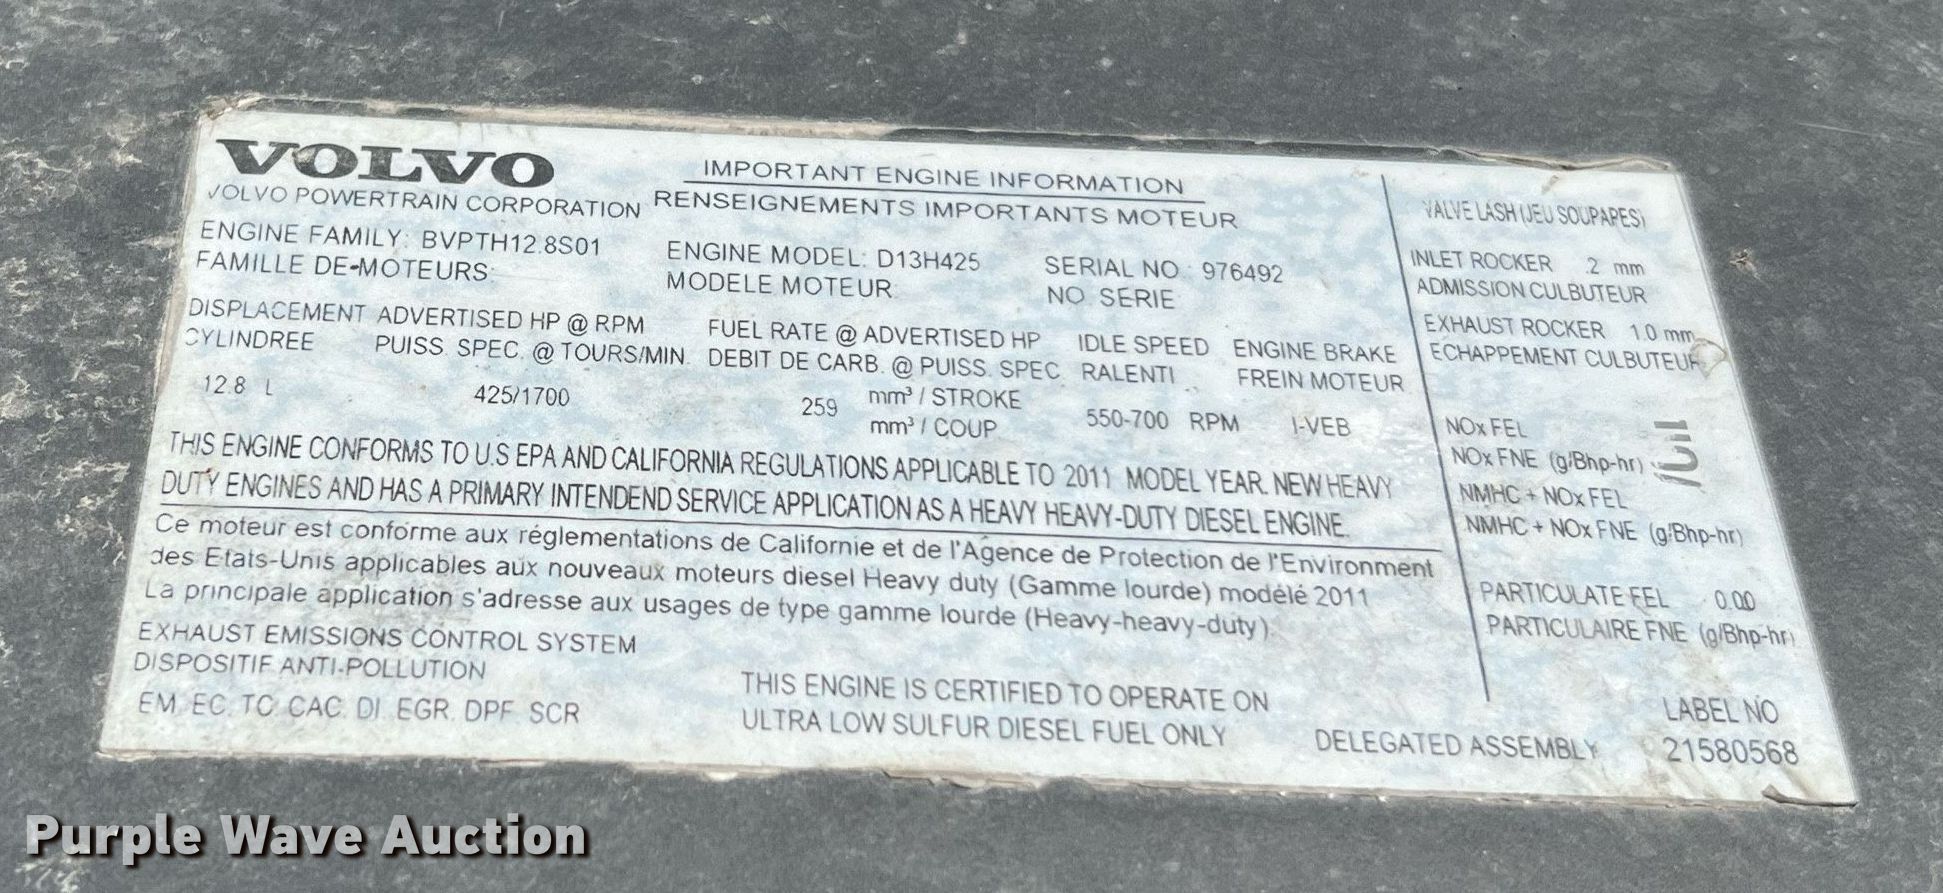 VOLVO
VOLVO POWERTRAIN CORPORATION
IMPORTANT ENGINE INFORMATION
RENSEIGNEMENTS IMPORTANTS MOTEUR
ENGINE FAMILY: BVPTH12.8S01
FAMILLE DE-MOTEURS:
ENGINE MODEL: D13H425
MODELE MOTEUR
SERIAL NO.: 976492
NO. SERIE
DISPLACEMENT
CYLINDREE
12.8 L
ADVERTISED HP @ RPM
PUISS. SPEC. @ TOURS/MIN.
425/1700
FUEL RATE @ ADVERTISED HP
DEBIT DE CARB. @ PUISS. SPEC.
259
mm³ / STROKE
mm³ / COUP
IDLE SPEED
RALENTI
550-700 RPM
ENGINE BRAKE
FREIN MOTEUR
I-VEB
THIS ENGINE CONFORMS TO U.S EPA AND CALIFORNIA REGULATIONS APPLICABLE TO 2011 MODEL YEAR. NEW HEAVY
DUTY ENGINES AND HAS A PRIMARY INTENDEND SERVICE APPLICATION AS A HEAVY HEAVY-DUTY DIESEL ENGINE.
Ce moteur est conforme aux réglementations de Californie et de l'Agence de Protection de l'Environment
des Etats-Unis applicables aux nouveaux moteurs diesel Heavy duty (Gamme lourde) modélé 2011
La principale application s'adresse aux usages de type gamme lourde (Heavy-heavy-duty)
EXHAUST EMISSIONS CONTROL SYSTEM
DISPOSITIF ANTI-POLLUTION
EM. EC. TC. CAC. DI. EGR. DPF. SCR
THIS ENGINE IS CERTIFIED TO OPERATE ON
ULTRA LOW SULFUR DIESEL FUEL ONLY
DELEGATED ASSEMBLY
VALVE LASH (JEU SOUPAPES)
INLET ROCKER .2 mm
ADMISSION CULBUTEUR
EXHAUST ROCKER 1.0 mm
ECHAPPEMENT CULBUTEUR
NOx FEL
NOx FNE (g/Bhp-hr)
NMHC + NOx FEL
NMHC + NOx FNE (g/Bhp-hr)
PARTICULATE FEL 0.00
PARTICULAIRE FNE (g/Bhp-hr)
LABEL NO
21580568
Purple Wave Auction